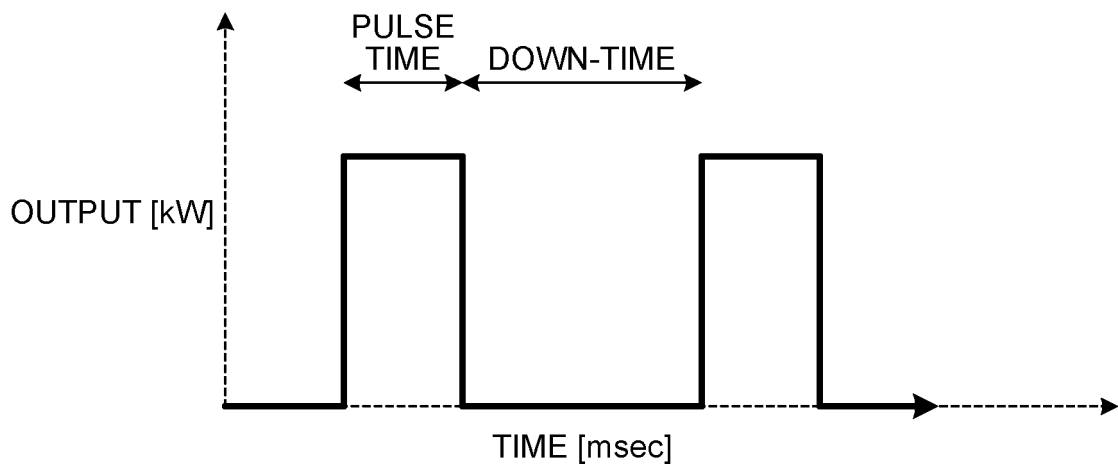 PULSE
TIME
DOWN-TIME
OUTPUT [kW]
TIME [msec]